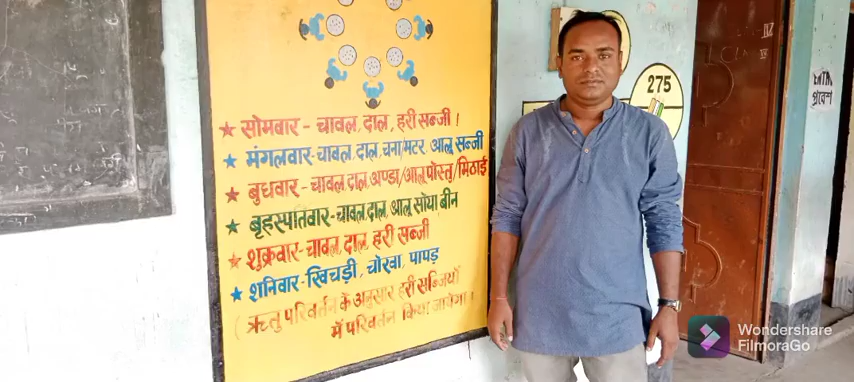 ★ सोमवार - चावल, दाल, हरी सब्जी ।
★ मंगलवार-चावल, दाल, चना/मटर, आलू सब्जी
★ बुधवार - चावल, दाल, अण्डा/आलू पोस्तु/मिठाई
★ बृहस्पतिवार-चावल, दाल, आलू सोया बीन
★ शुक्रवार-चावल, दाल, हरी सब्जी
★ शनिवार-खिचड़ी, चोखा, पापड़
(ऋतु परिवर्तन के अनुसार हरी सब्जियों
में परिवर्तन किया जायेगा ।
275
প্রবেশ
Wondershare
FilmoraGo